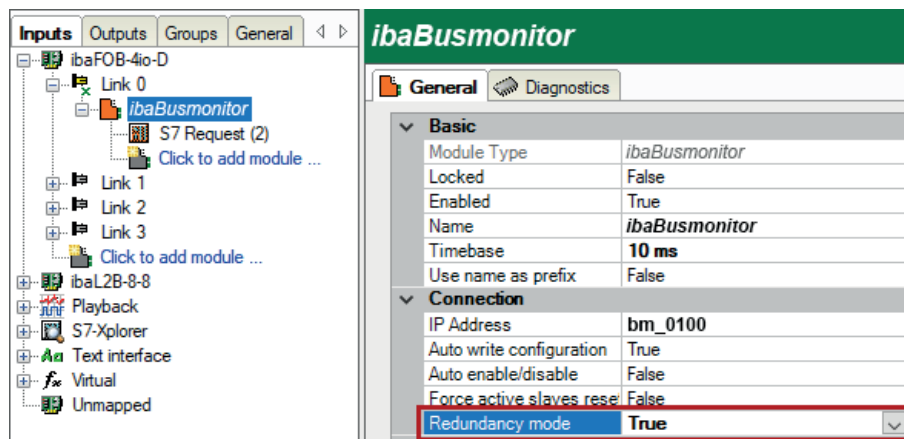 Inputs Outputs Groups General
ibaFOB-4io-D
Link 0
ibaBusmonitor
S7 Request (2)
Click to add module ...
Link 1
Link 2
Link 3
Click to add module ...
ibaL2B-8-8
Playback
S7-Xplorer
Text interface
Virtual
Unmapped
ibaBusmonitor
General Diagnostics
Basic
Module Type ibaBusmonitor
Locked False
Enabled True
Name ibaBusmonitor
Timebase 10 ms
Use name as prefix False
Connection
IP Address bm_0100
Auto write configuration True
Auto enable/disable False
Force active slaves rese False
Redundancy mode True